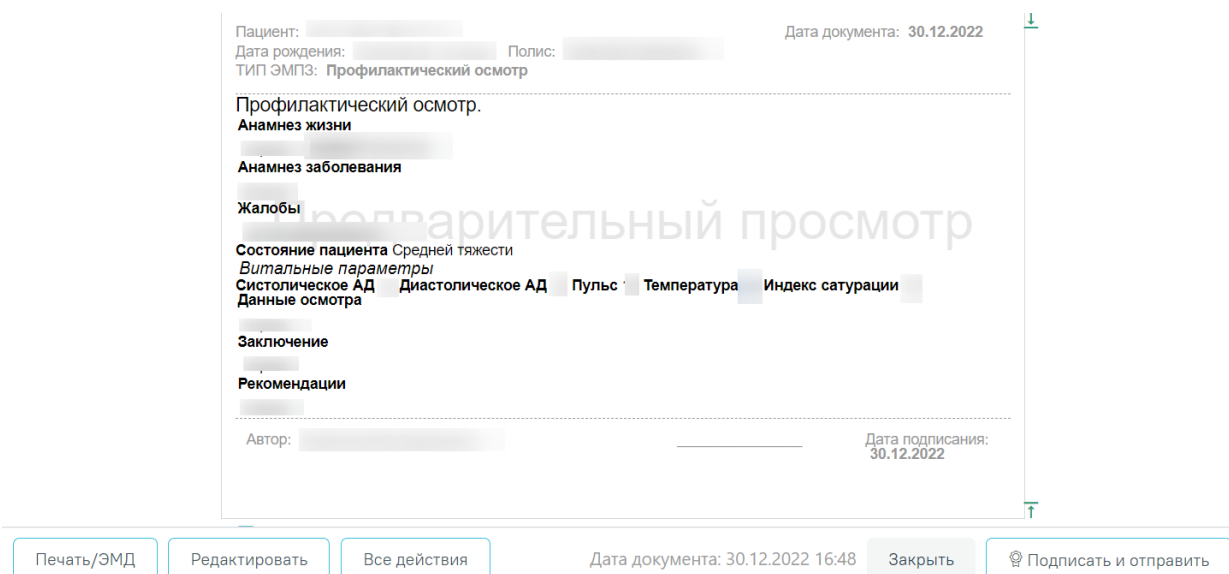 Пациент: Дата документа: 30.12.2022
Дата рождения: Полис:
ТИП ЭМПЗ: Профилактический осмотр
Профилактический осмотр.
Анамнез жизни
Анамнез заболевания
Жалобы
Предварительный просмотр
Состояние пациента Средней тяжести
Витальные параметры
Систолическое АД Диастолическое АД Пульс Температура Индекс сатурации
Данные осмотра
Заключение
Рекомендации
Автор: Дата подписания:
30.12.2022
Печать/ЭМД Редактировать Все действия Дата документа: 30.12.2022 16:48 Закрыть Подписать и отправить